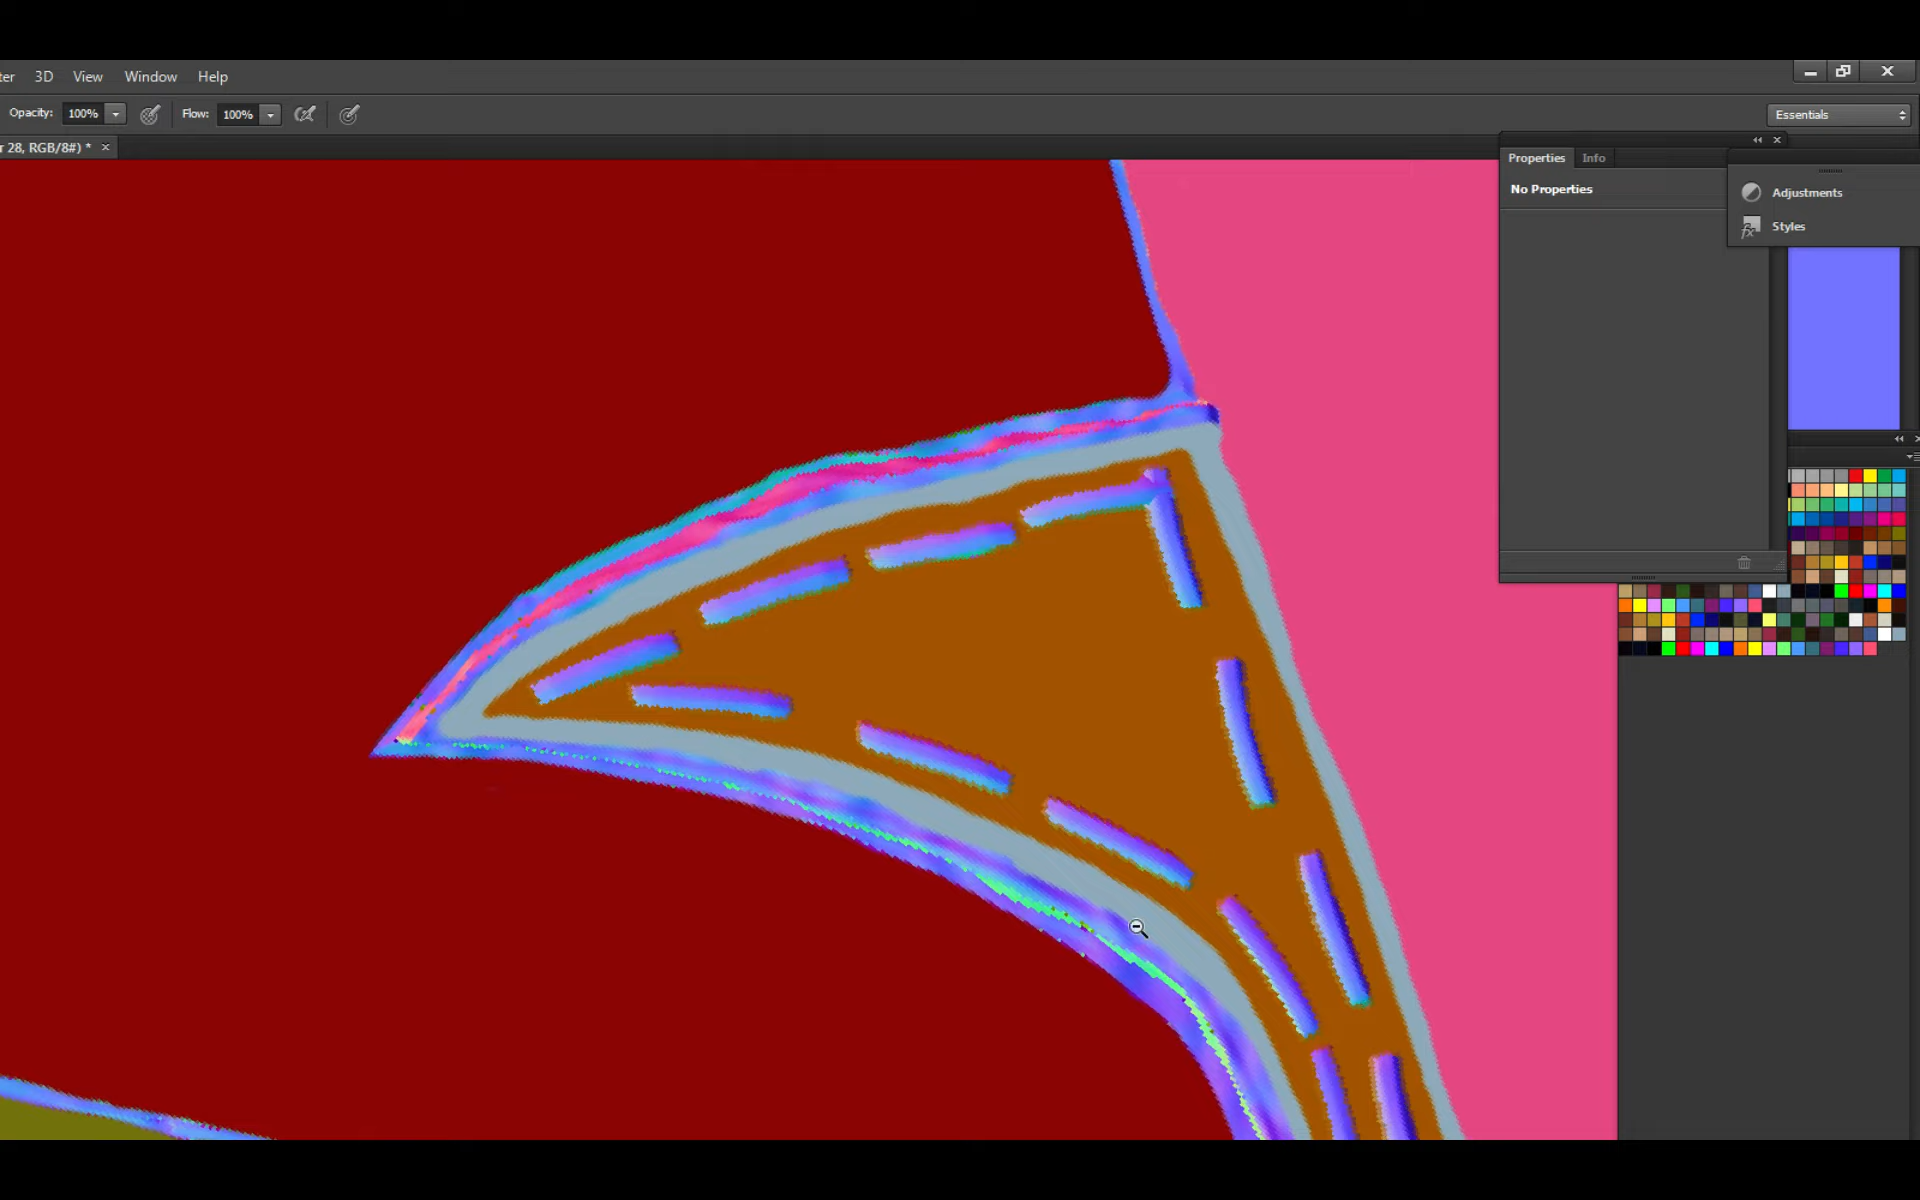 ter 3D View Window Help
Opacity: 100% Flow: 100% Essentials
r 28, RGB/8#) * ×
Properties Info
No Properties
Adjustments
Styles
fx